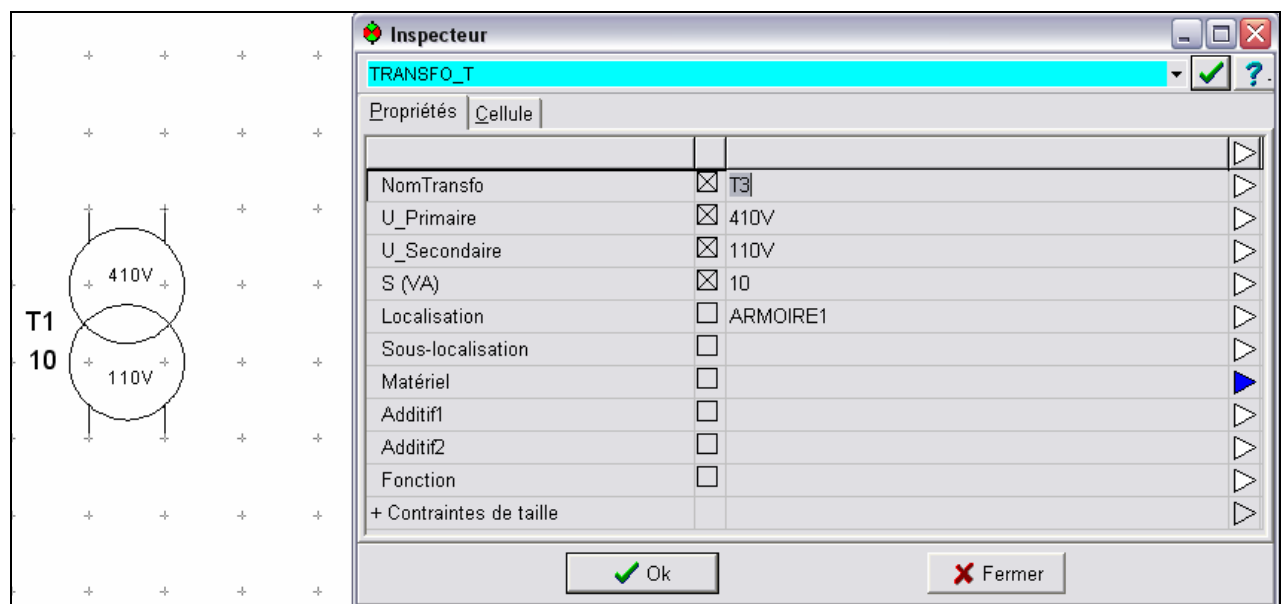 410V
T1
10
110V
Inspecteur
TRANSFO_T
Propriétés Cellule
NomTransfo T3
U_Primaire 410V
U_Secondaire 110V
S (VA) 10
Localisation ARMOIRE1
Sous-localisation
Matériel
Additif1
Additif2
Fonction
+ Contraintes de taille
Ok Fermer